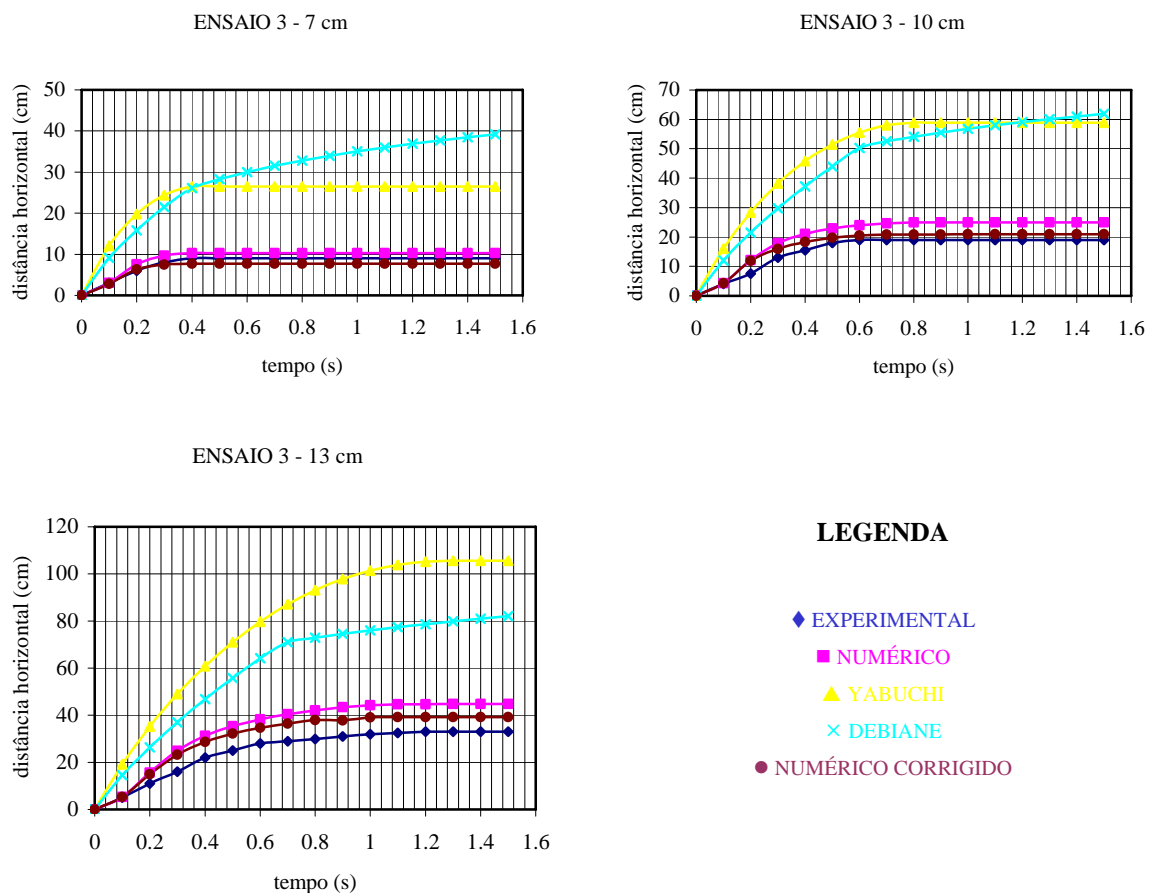 ENSAIO 3 - 7 cm
distância horizontal (cm)
50
40
30
20
10
0
0 0.2 0.4 0.6 0.8 1 1.2 1.4 1.6
tempo (s)
ENSAIO 3 - 10 cm
distância horizontal (cm)
70
60
50
40
30
20
10
0
0 0.2 0.4 0.6 0.8 1 1.2 1.4 1.6
tempo (s)
ENSAIO 3 - 13 cm
distância horizontal (cm)
120
100
80
60
40
20
0
0 0.2 0.4 0.6 0.8 1 1.2 1.4 1.6
tempo (s)
LEGENDA
EXPERIMENTAL
NUMÉRICO
YABUCHI
DEBIANE
NUMÉRICO CORRIGIDO